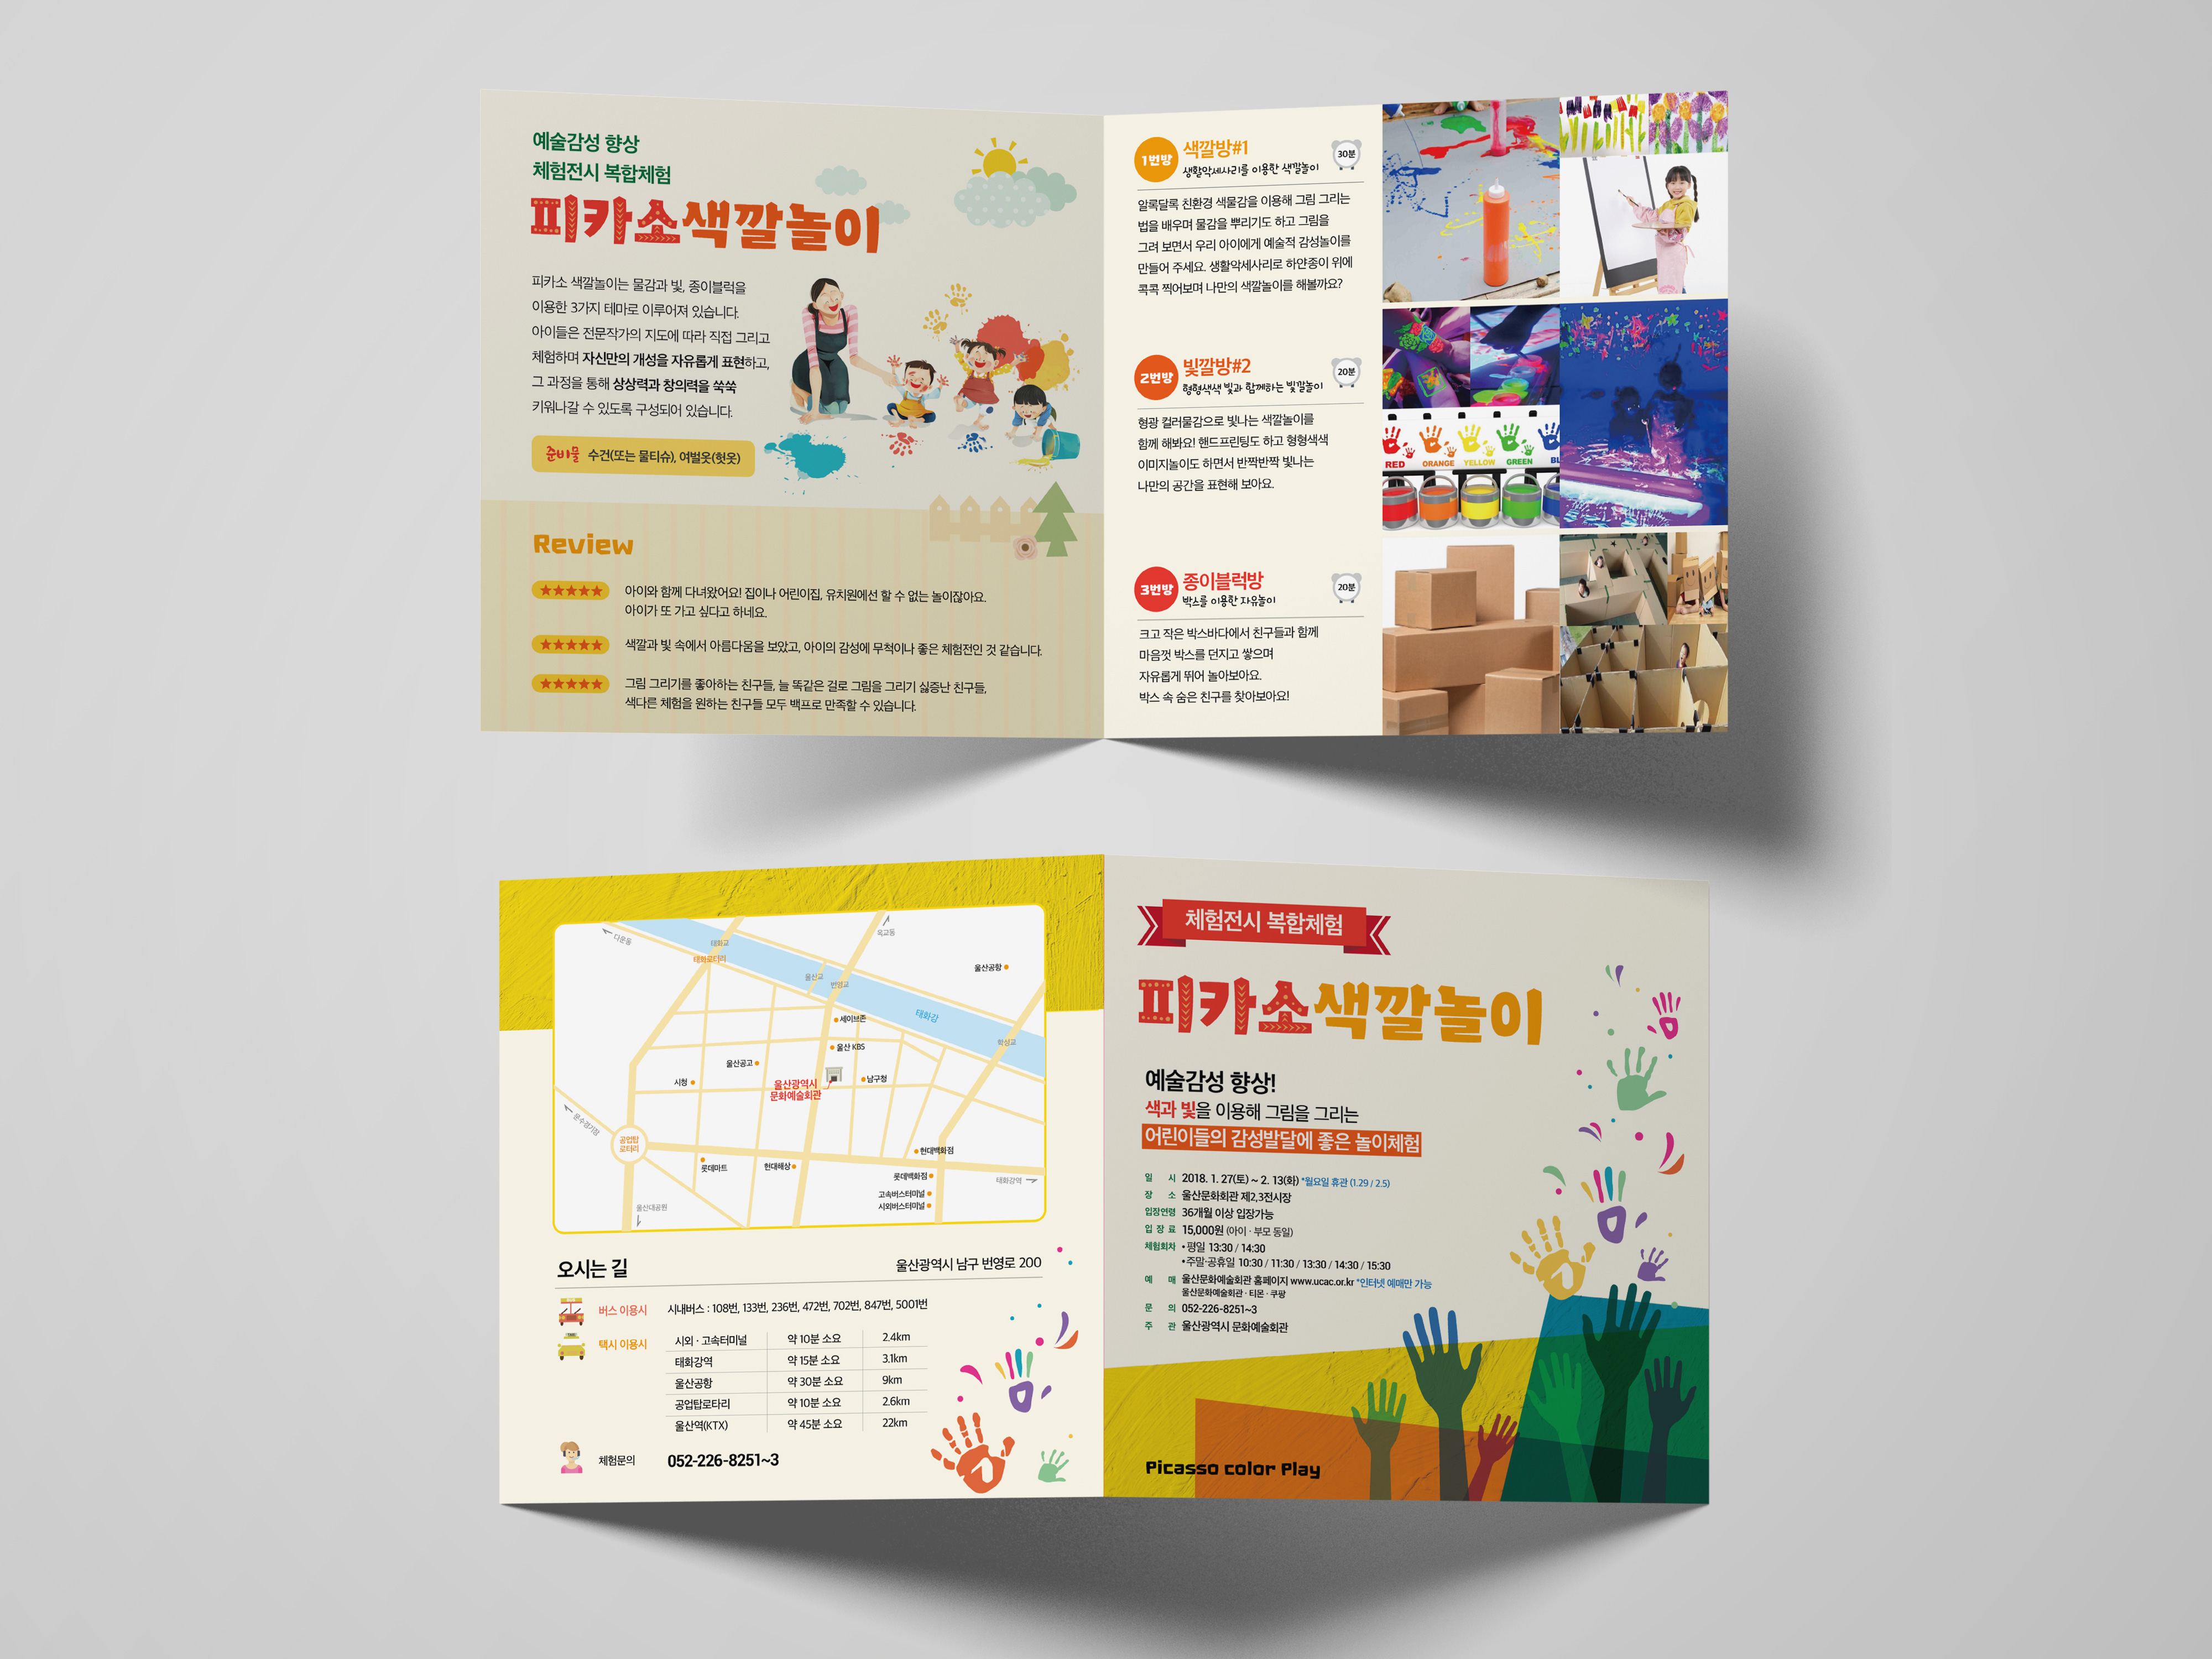 예술감성 향상
체험전시 복합체험
피카소색깔놀이
피카소 색깔놀이는 물감과 빛, 종이블럭을
이용한 3가지 테마로 이루어져 있습니다.
아이들은 전문작가의 지도에 따라 직접 그리고
체험하며 자신만의 개성을 자유롭게 표현하고,
그 과정을 통해 상상력과 창의력을 쑥쑥
키워나갈 수 있도록 구성되어 있습니다.
준비물 수건(또는 물티슈), 여벌옷(헛옷)
Review
★★★★★ 아이와 함께 다녀왔어요! 집이나 어린이집, 유치원에선 할 수 없는 놀이잖아요.
아이가 또 가고 싶다고 하네요.
★★★★★ 색깔과 빛 속에서 아름다움을 보았고, 아이의 감성에 무척이나 좋은 체험전인 것 같습니다.
★★★★★ 그림 그리기를 좋아하는 친구들, 늘 똑같은 걸로 그림을 그리기 싫증난 친구들,
색다른 체험을 원하는 친구들 모두 백프로 만족할 수 있습니다.
1번방 색깔방#1 30분
생활악세사리를 이용한 색깔놀이
알록달록 친환경 색물감을 이용해 그림 그리는
법을 배우며 물감을 뿌리기도 하고 그림을
그려 보면서 우리 아이에게 예술적 감성놀이를
만들어 주세요. 생활악세사리로 하얀종이 위에
콕콕 찍어보며 나만의 색깔놀이를 해볼까요?
2번방 빛깔방#2 20분
형형색색 빛과 함께하는 빛깔놀이
형광 컬러물감으로 빛나는 색깔놀이를
함께 해봐요! 핸드프린팅도 하고 형형색색
이미지놀이도 하면서 반짝반짝 빛나는
나만의 공간을 표현해 보아요.
3번방 종이블럭방 20분
박스를 이용한 자유놀이
크고 작은 박스바다에서 친구들과 함께
마음껏 박스를 던지고 쌓으며
자유롭게 뛰어 놀아보아요.
박스 속 숨은 친구를 찾아보아요!
RED ORANGE YELLOW GREEN BL
다운동
태화교
태화로터리
옥교동
울산교
번영교
울산공항
태화강
학성교
세이브존
울산 KBS
울산공고
시청
울산광역시
문화예술회관
남구청
문수경기장
공업탑
로타리
롯데마트
현대해상
현대백화점
롯데백화점
고속버스터미널
시외버스터미널
태화강역
울산대공원
오시는 길
울산광역시 남구 번영로 200
버스 이용시 시내버스 : 108번, 133번, 236번, 472번, 702번, 847번, 5001번
택시 이용시 시외 · 고속터미널 약 10분 소요 2.4km
태화강역 약 15분 소요 3.1km
울산공항 약 30분 소요 9km
공업탑로타리 약 10분 소요 2.6km
울산역(KTX) 약 45분 소요 22km
체험문의 052-226-8251~3
체험전시 복합체험
피카소색깔놀이
예술감성 향상!
색과 빛을 이용해 그림을 그리는
어린이들의 감성발달에 좋은 놀이체험
일 시 2018. 1. 27(토) ~ 2. 13(화) *월요일 휴관 (1.29 / 2.5)
장 소 울산문화회관 제2,3전시장
입장연령 36개월 이상 입장가능
입 장 료 15,000원 (아이 · 부모 동일)
체험회차 • 평일 13:30 / 14:30
• 주말·공휴일 10:30 / 11:30 / 13:30 / 14:30 / 15:30
예 매 울산문화예술회관 홈페이지 www.ucac.or.kr *인터넷 예매만 가능
울산문화예술회관 · 티몬 · 쿠팡
문 의 052-226-8251~3
주 관 울산광역시 문화예술회관
Picasso color Play